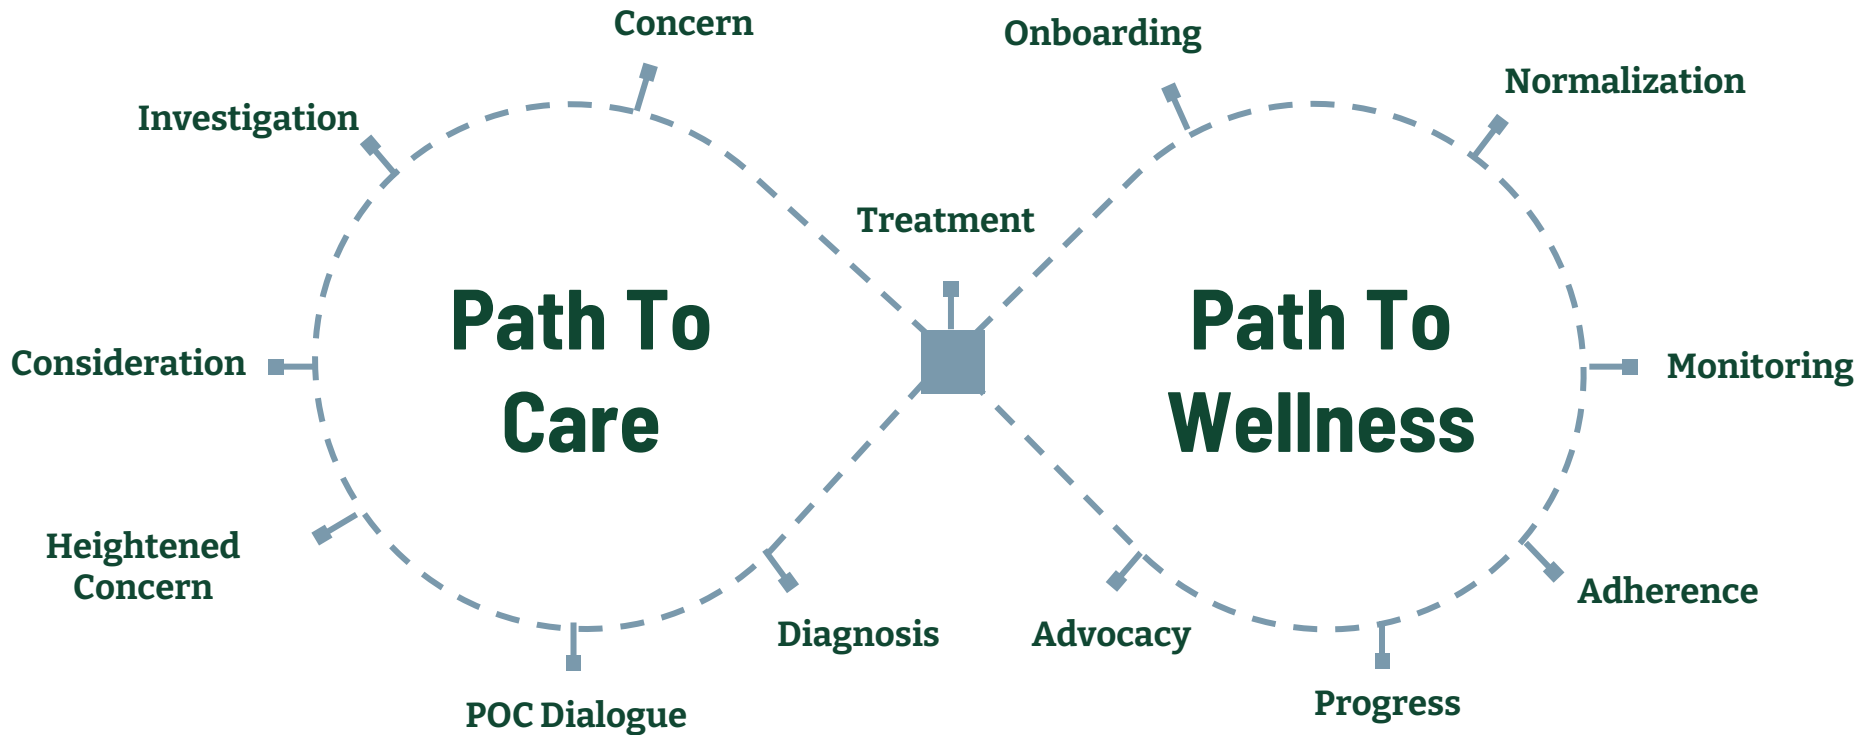 Concern
Onboarding
Normalization
Investigation
Treatment
Path To
Care
Path To
Wellness
Consideration
Monitoring
Heightened
Concern
Adherence
Diagnosis
Advocacy
Progress
POC Dialogue